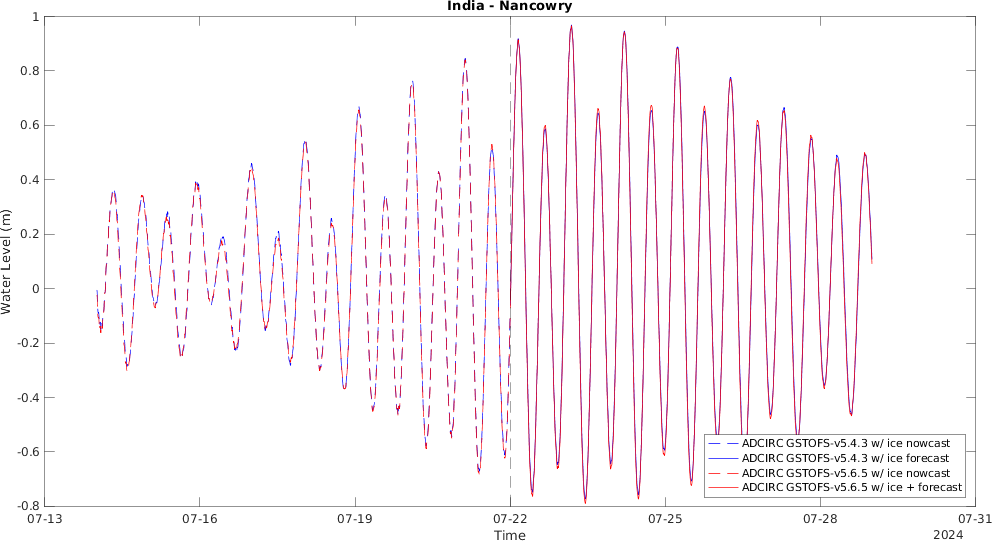 India - Nancowry
1
0.8
0.6
0.4
0.2
0
-0.2
-0.4
-0.6
-0.8
Water Level (m)
ADCIRC GSTOFS-v5.4.3 w/ ice nowcast
ADCIRC GSTOFS-v5.4.3 w/ ice forecast
ADCIRC GSTOFS-v5.6.5 w/ ice nowcast
ADCIRC GSTOFS-v5.6.5 w/ ice + forecast
07-13 07-16 07-19 07-22 07-25 07-28 07-31
Time
2024